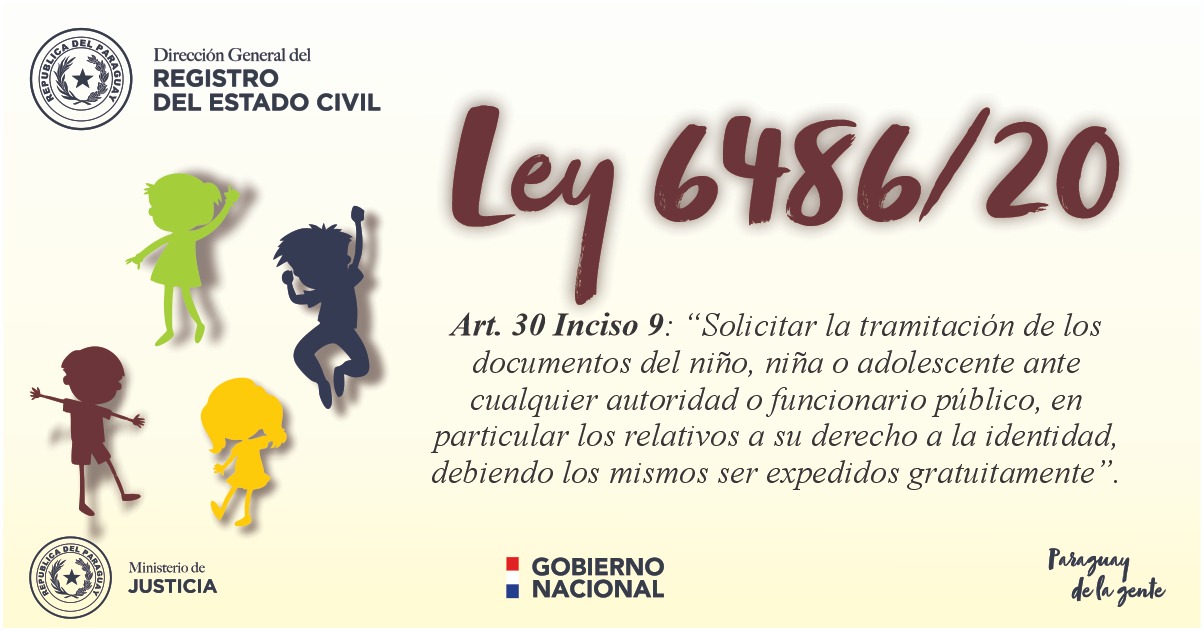 REPUBLICA DEL PARAGUAY
Dirección General del
REGISTRO
DEL ESTADO CIVIL
Ley 6486/20
Art. 30 Inciso 9: “Solicitar la tramitación de los
documentos del niño, niña o adolescente ante
cualquier autoridad o funcionario público, en
particular los relativos a su derecho a la identidad,
debiendo los mismos ser expedidos gratuitamente”.
REPUBLICA DEL PARAGUAY
Ministerio de
JUSTICIA
GOBIERNO
NACIONAL
Paraguay
de la gente